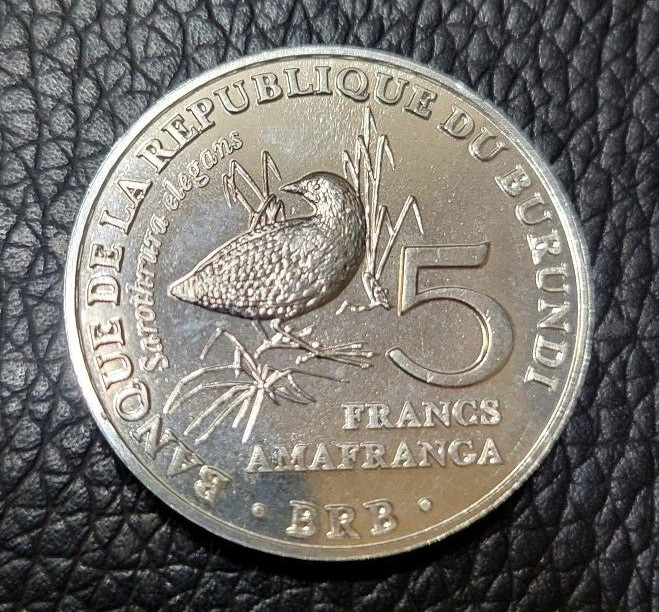 BANQUE DE LA REPUBLIQUE DU BURUNDI
Sarothrura elegans
5
FRANCS
AMAFRANGA
· BRB ·